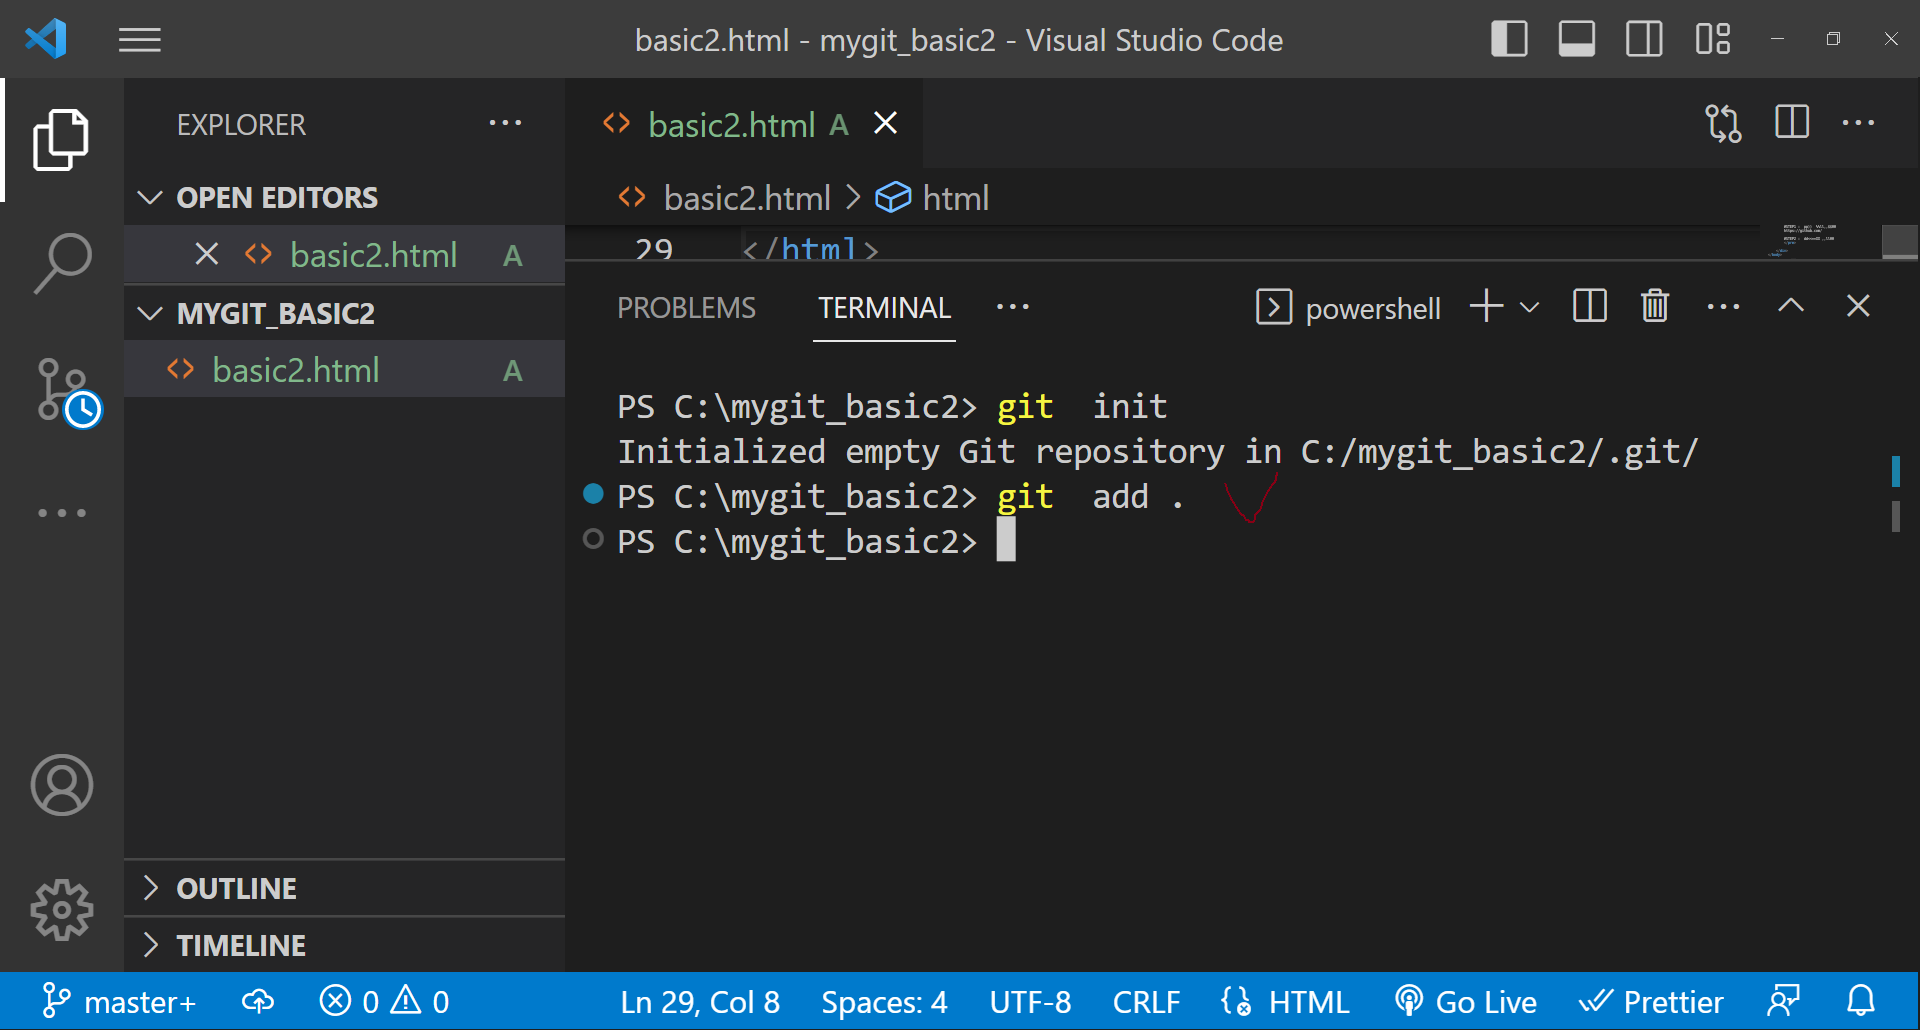 basic2.html - mygit_basic2 - Visual Studio Code
EXPLORER
OPEN EDITORS
basic2.html A
MYGIT_BASIC2
basic2.html A
OUTLINE
TIMELINE
basic2.html A
basic2.html > html
29 </html>
PROBLEMS TERMINAL
powershell
PS C:\mygit_basic2> git  init
Initialized empty Git repository in C:/mygit_basic2/.git/
PS C:\mygit_basic2> git  add .
PS C:\mygit_basic2>
master+ 0 0 Ln 29, Col 8 Spaces: 4 UTF-8 CRLF HTML Go Live Prettier